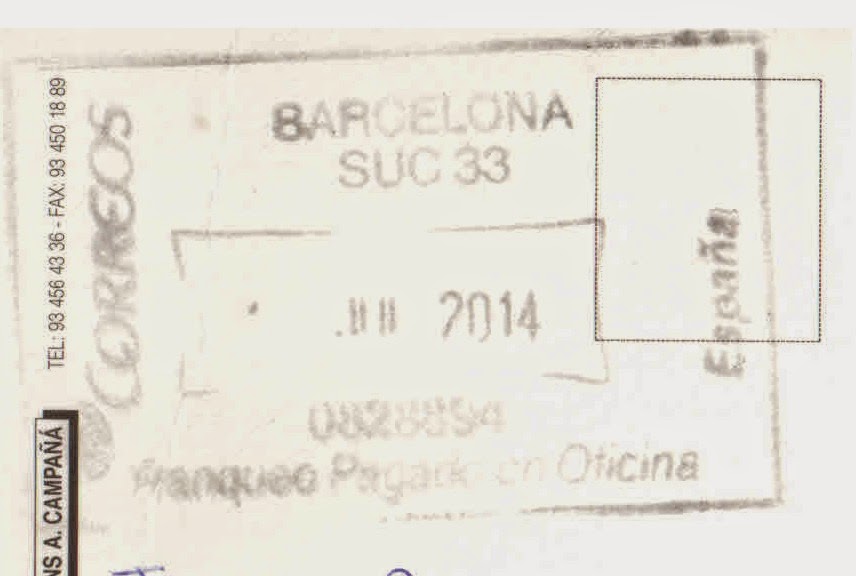 BARCELONA
SUC 33
2014
Franqueo Pagado en Oficina
CORREOS
España
TEL: 93 456 43 36 - FAX: 93 450 18 89
NS A. CAMPAÑÁ